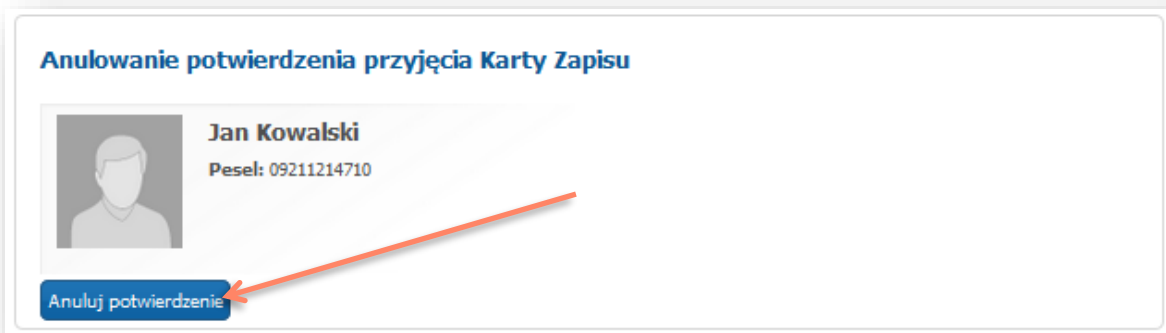 Anulowanie potwierdzenia przyjęcia Karty Zapisu
Jan Kowalski
Pesel: 09211214710
Anuluj potwierdzenie